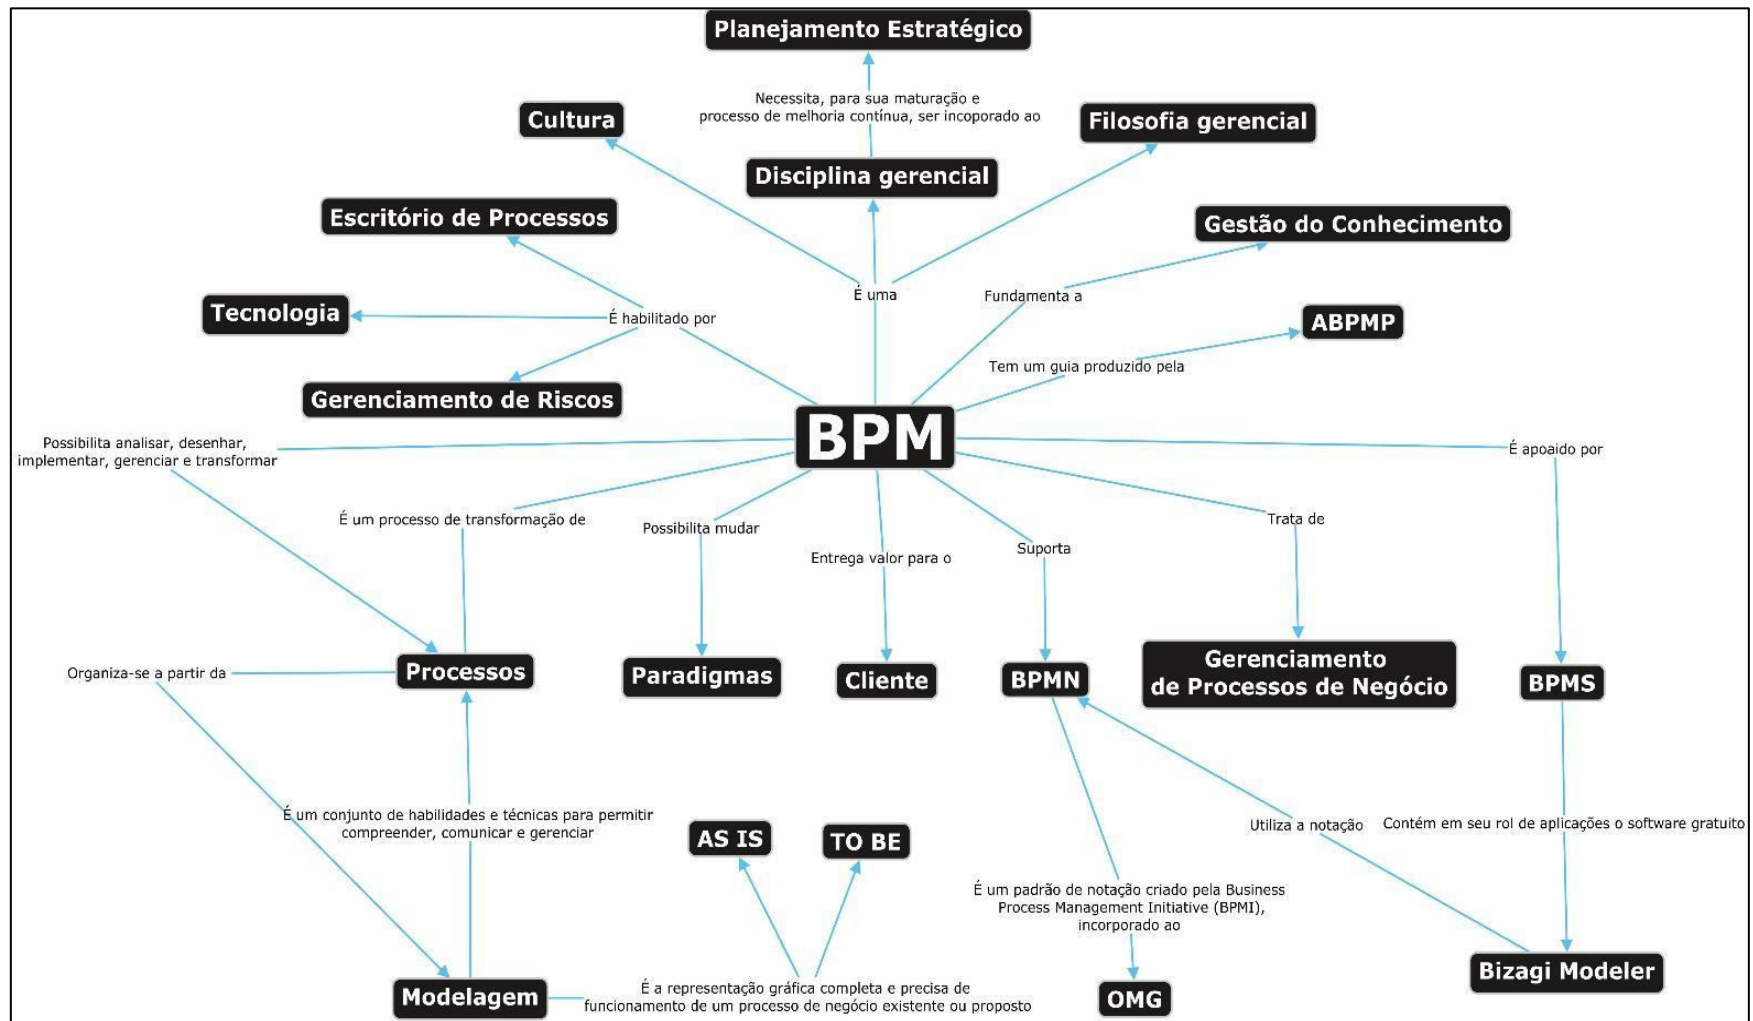 Planejamento Estratégico
Necessita, para sua maturação e
processo de melhoria contínua, ser incoporado ao
Cultura
Filosofia gerencial
Disciplina gerencial
Escritório de Processos
Gestão do Conhecimento
É uma
Fundamenta a
Tecnologia
É habilitado por
ABPMP
Tem um guia produzido pela
Gerenciamento de Riscos
BPM
Possibilita analisar, desenhar,
implementar, gerenciar e transformar
É apoaido por
É um processo de transformação de
Possibilita mudar
Trata de
Entrega valor para o
Suporta
Organiza-se a partir da
Processos
Paradigmas
Cliente
BPMN
Gerenciamento
de Processos de Negócio
BPMS
É um conjunto de habilidades e técnicas para permitir
compreender, comunicar e gerenciar
AS IS
TO BE
Utiliza a notação
Contém em seu rol de aplicações o software gratuito
É um padrão de notação criado pela Business
Process Management Initiative (BPMI),
incorporado ao
Modelagem
É a representação gráfica completa e precisa de
funcionamento de um processo de negócio existente ou proposto
OMG
Bizagi Modeler